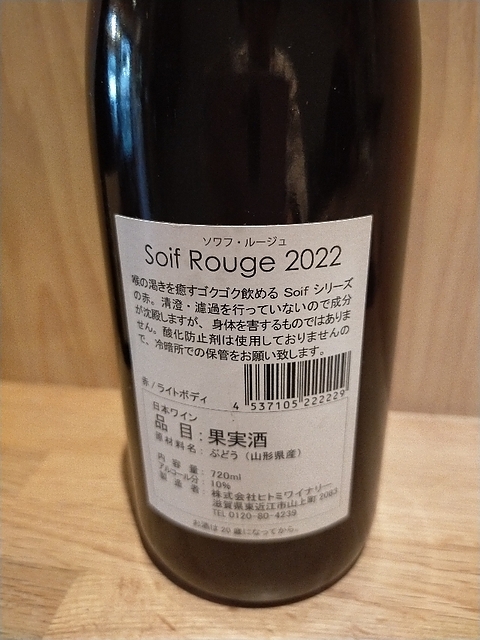 ソワフ・ルージュ
Soif Rouge 2022
喉の渇きを癒すゴクゴク飲める Soif シリーズ
の赤。清澄・濾過を行っていないので成分
が沈殿しますが、身体を害するものではありま
せん。酸化防止剤は使用しておりませんの
で、冷暗所での保管をお願い致します。
赤/ライトボディ
4 537105 222229
日本ワイン
品 目：果実酒
原材料名：ぶどう（山形県産）
内 容 量：720ml
アルコール分：10%
製 造 者：株式会社ヒトミワイナリー
滋賀県東近江市山上町 2083
TEL 0120-80-4239
お酒は 20 歳になってから。